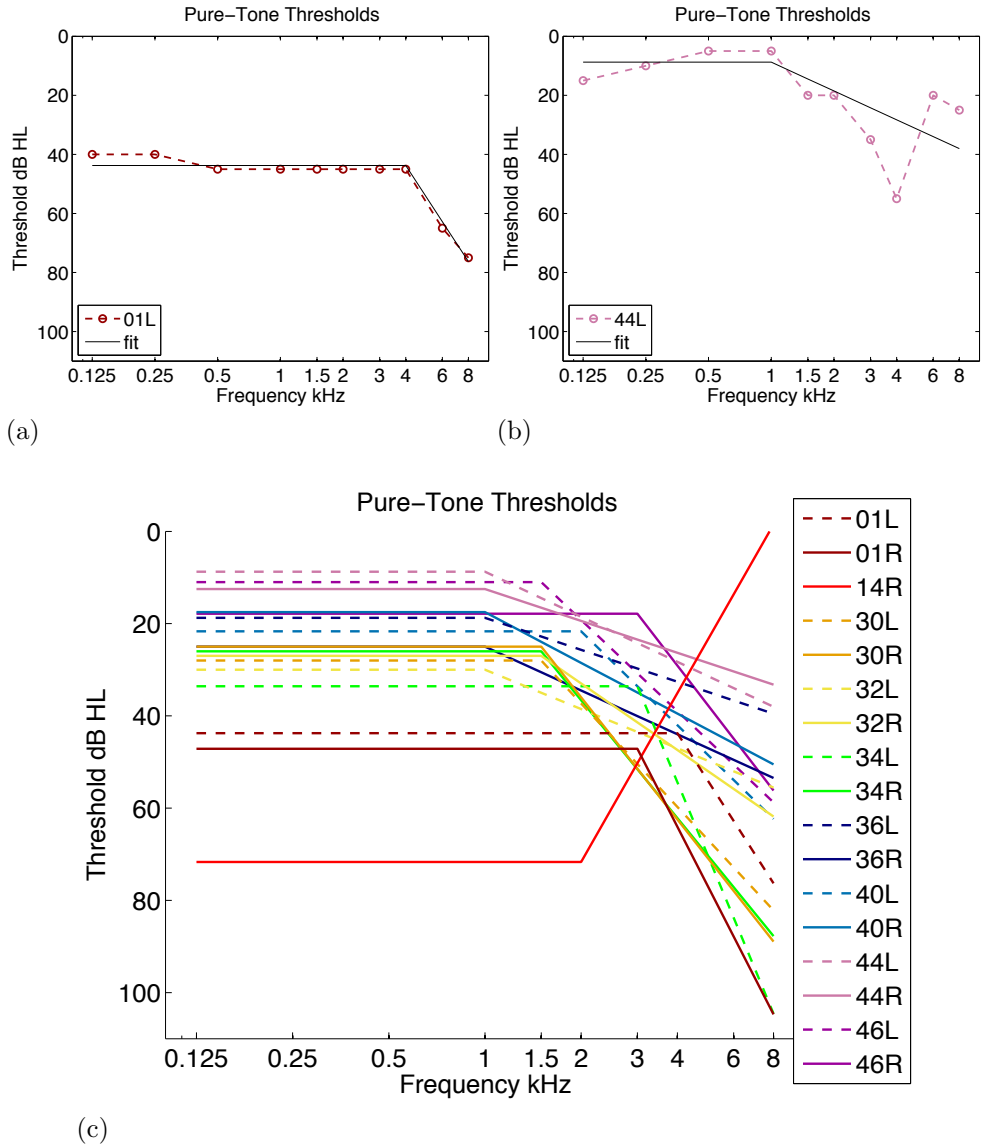 Pure-Tone Thresholds
0
20
40
60
80
100
Threshold dB HL
01L
fit
0.125 0.25 0.5 1 1.5 2 3 4 6 8
Frequency kHz
(a)
Pure-Tone Thresholds
0
20
40
60
80
100
Threshold dB HL
44L
fit
0.125 0.25 0.5 1 1.5 2 3 4 6 8
Frequency kHz
(b)
Pure-Tone Thresholds
0
20
40
60
80
100
Threshold dB HL
0.125 0.25 0.5 1 1.5 2 3 4 6 8
Frequency kHz
01L
01R
14R
30L
30R
32L
32R
34L
34R
36L
36R
40L
40R
44L
44R
46L
46R
(c)